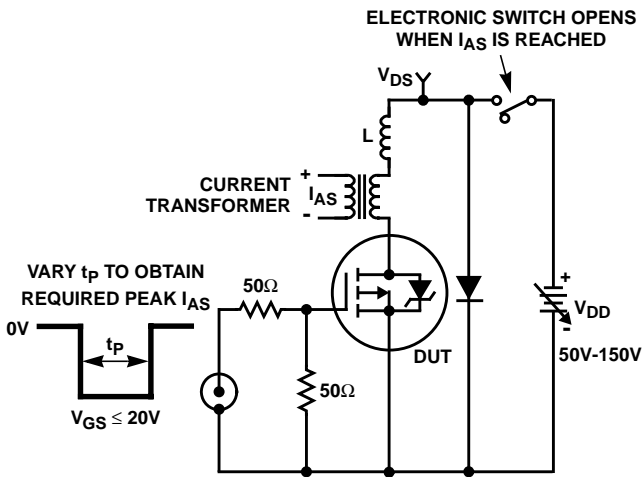 ELECTRONIC SWITCH OPENS
WHEN IAS IS REACHED
VDS
L
CURRENT
TRANSFORMER
+
IAS
-
VARY tP TO OBTAIN
REQUIRED PEAK IAS
50Ω
0V
tP
DUT
+
VDD
-
50V-150V
50Ω
VGS ≤ 20V